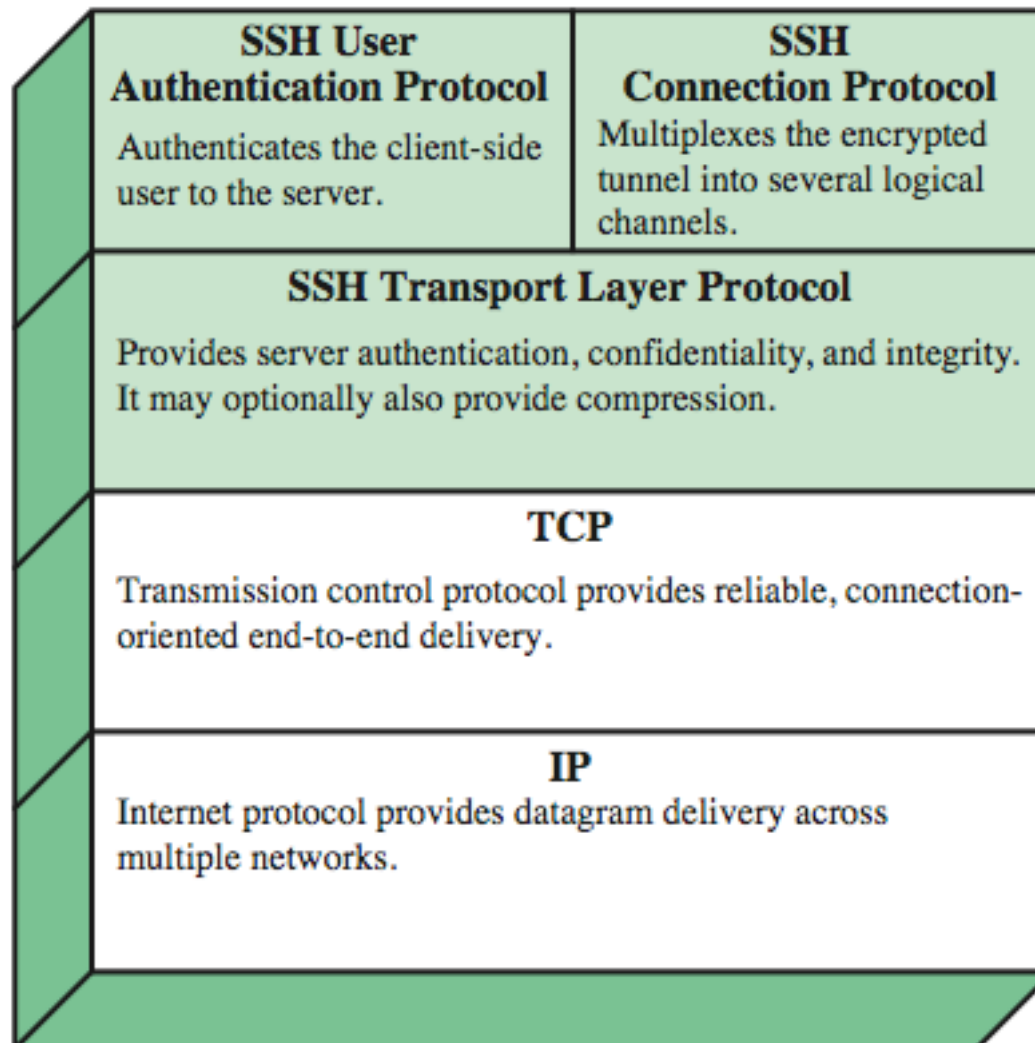 SSH User
Authentication Protocol
Authenticates the client-side
user to the server.
SSH
Connection Protocol
Multiplexes the encrypted
tunnel into several logical
channels.
SSH Transport Layer Protocol
Provides server authentication, confidentiality, and integrity.
It may optionally also provide compression.
TCP
Transmission control protocol provides reliable, connection-
oriented end-to-end delivery.
IP
Internet protocol provides datagram delivery across
multiple networks.